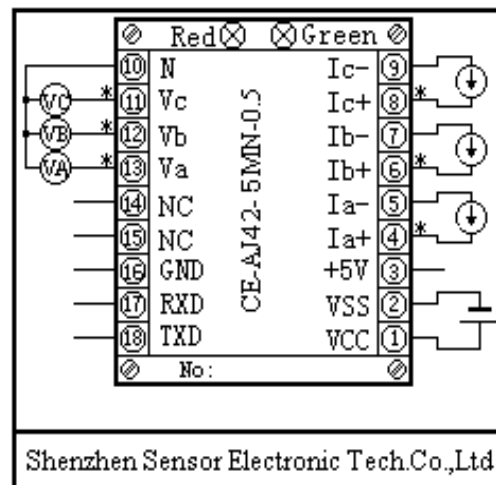 Red Green
10 N Ic- 9
VC * 11 Vc Ic+ 8 *
VB * 12 Vb Ib- 7
VA * 13 Va Ib+ 6 *
14 NC Ia- 5
15 NC Ia+ 4 *
16 GND +5V 3
17 RXD VSS 2
18 TXD VCC 1
CE-AJ42-5MN-0.5
No:
Shenzhen Sensor Electronic Tech.Co.,Ltd